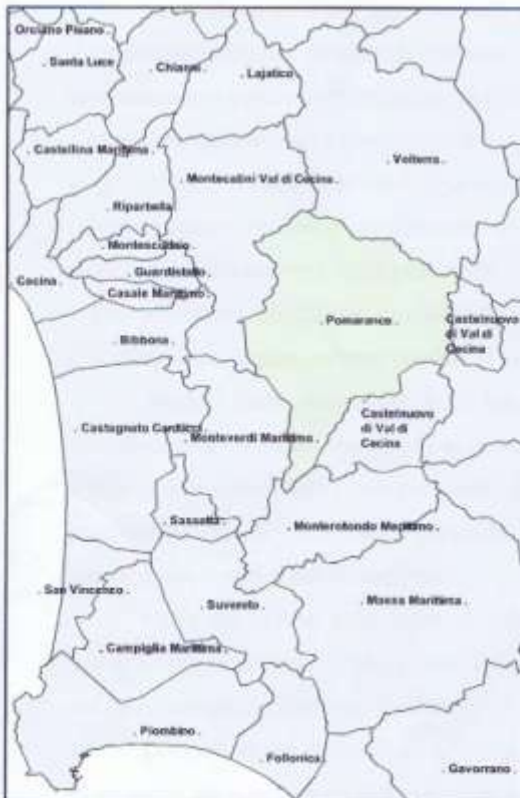 . Orciano Pisano .
. Santa Luce .
. Chianni .
. Lajatico .
. Castellina Marittima .
. Volterra .
. Montecatini Val di Cecina .
. Riparbella
Montescudaio .
. Guardistallo .
Cecina .
Casale Marittimo .
. Pomarance .
Castelnuovo
di Val di
Cecina
. Bibbona .
Castelnuovo
di Val di
Cecina
. Castagneto Carducci
. Monteverdi Marittimo .
. Sassetta .
. Monterotondo Marittimo .
. San Vincenzo .
. Suvereto .
. Massa Marittima .
. Campiglia Marittima .
. Piombino .
. Follonica .
. Gavorrano .